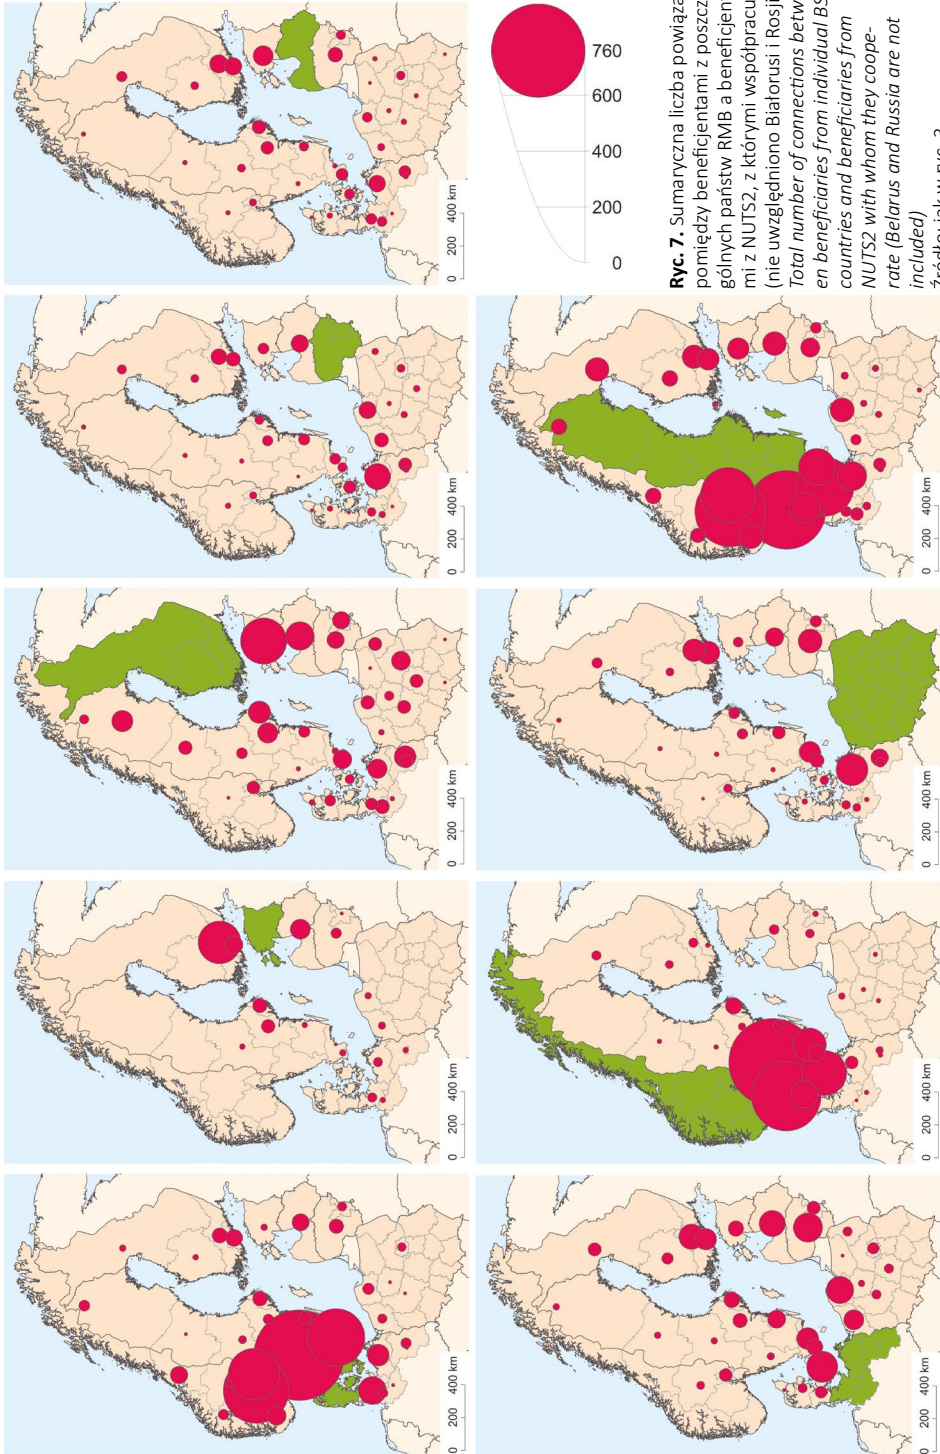 0 200 400 km
0 200 400 km
0 200 400 km
0 200 400 km
0 200 400 km
0 200 400 km
0 200 400 km
0 200 400 km
0 200 400 km
760
600
400
200
0
Ryc. 7. Sumaryczna liczba powiąza
pomiędzy beneficjentami z poszcz
gólnych państw RMB a beneficjen
mi z NUTS2, z którymi współpracu
(nie uwzględniono Białorusi i Rosji
Total number of connections betw
en beneficiaries from individual BS
countries and beneficiaries from
NUTS2 with whom they coope-
rate (Belarus and Russia are not
included)
jak w ryc.